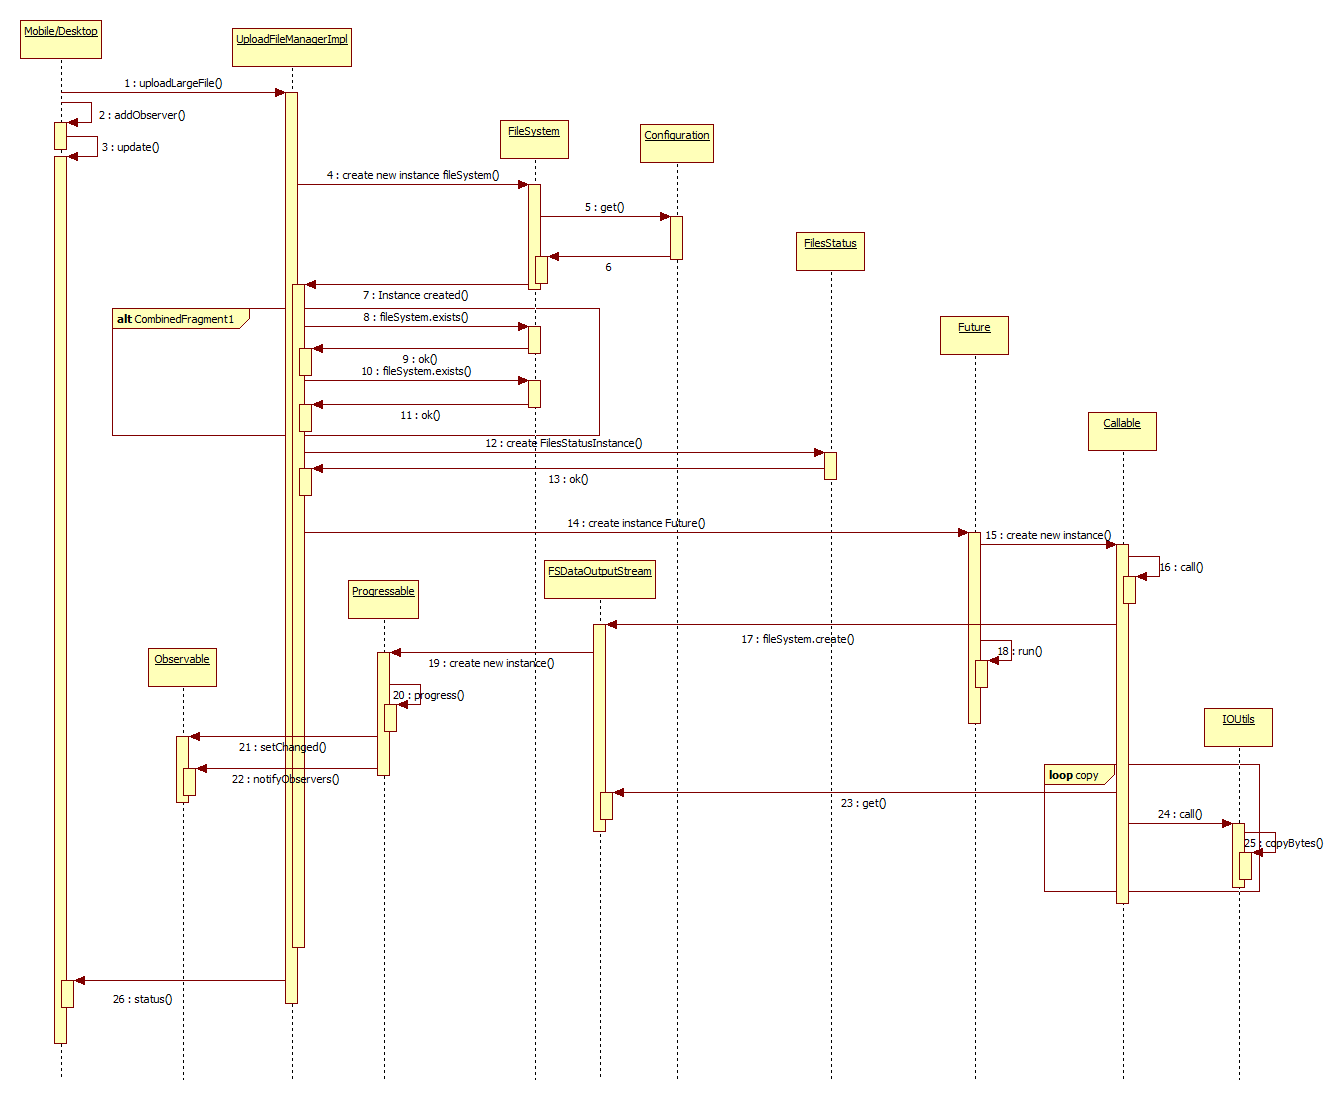 Mobile/Desktop
UploadFileManagerImpl
1 : uploadLargeFile()
2 : addObserver()
3 : update()
FileSystem
Configuration
4 : create new instance fileSystem()
5 : get()
FilesStatus
6
7 : Instance created()
alt CombinedFragment1
8 : fileSystem.exists()
Future
9 : ok()
10 : fileSystem.exists()
11 : ok()
Callable
12 : create FilesStatusInstance()
13 : ok()
14 : create instance Future()
15 : create new instance()
16 : call()
FSDataOutputStream
Progressable
17 : fileSystem.create()
18 : run()
Observable
19 : create new instance()
20 : progress()
IOUtils
21 : setChanged()
22 : notifyObservers()
loop copy
23 : get()
24 : call()
25 : copyBytes()
26 : status()